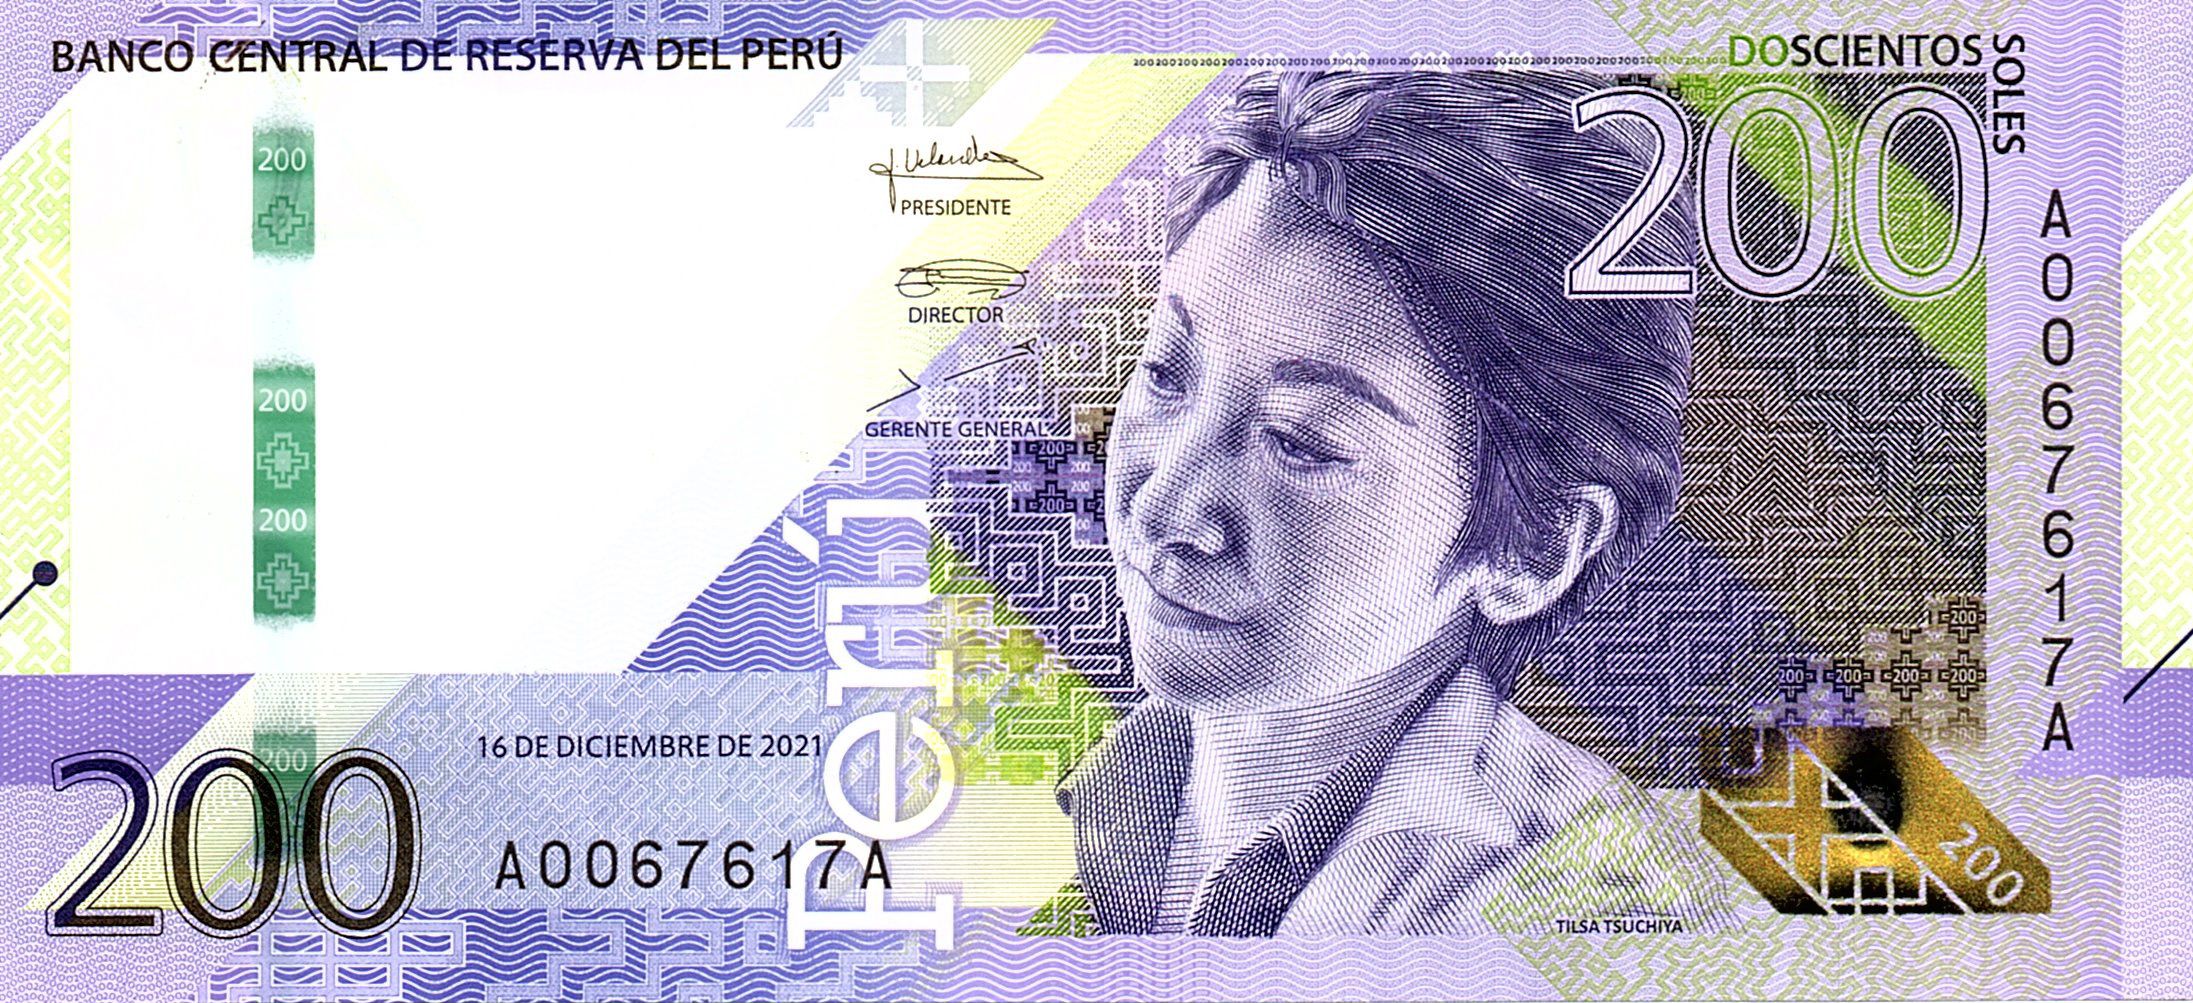 BANCO CENTRAL DE RESERVA DEL PERÚ
DOSCIENTOS
SOLES
200
200
PRESIDENTE
DIRECTOR
GERENTE GENERAL
200
200
200
A0067617A
Perú
16 DE DICIEMBRE DE 2021
200
A0067617A
TILSA TSUCHIYA
200